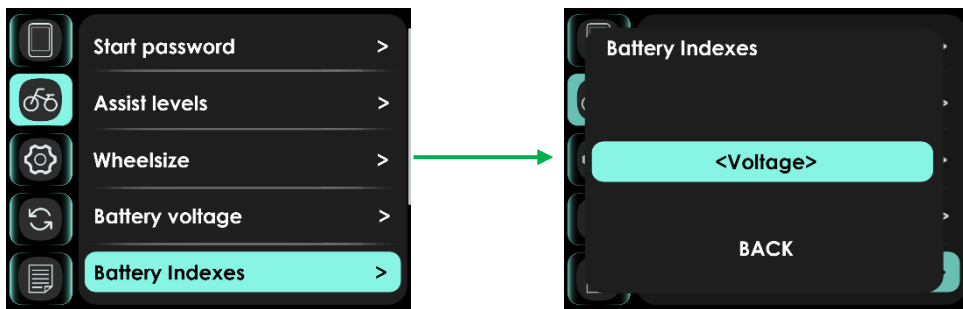 Start password >
Assist levels >
Wheelsize >
Battery voltage >
Battery Indexes >
Battery Indexes
<Voltage>
BACK